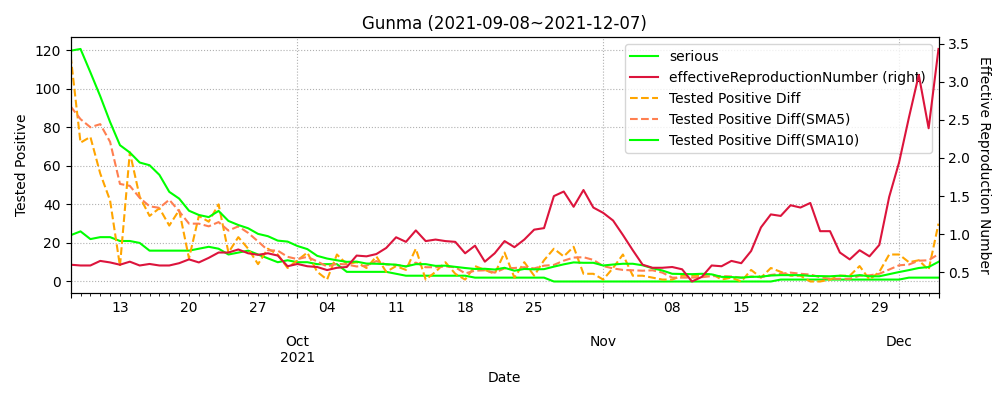 Gunma (2021-09-08~2021-12-07)
serious
effectiveReproductionNumber (right)
Tested Positive Diff
Tested Positive Diff(SMA5)
Tested Positive Diff(SMA10)
Tested Positive
120
100
80
60
40
20
0
3.5
3.0
2.5
2.0
1.5
1.0
0.5
Effective Reproduction Number
13 20 27 04 11 18 25 08 15 22 29
Oct Nov Dec
2021
Date